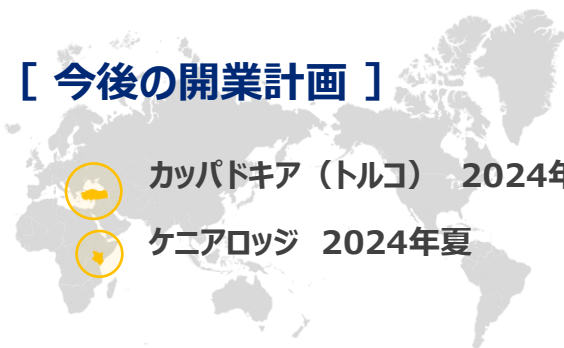 ［ 今後の開業計画 ］
カッパドキア（トルコ） 2024年
ケニアロッジ 2024年夏